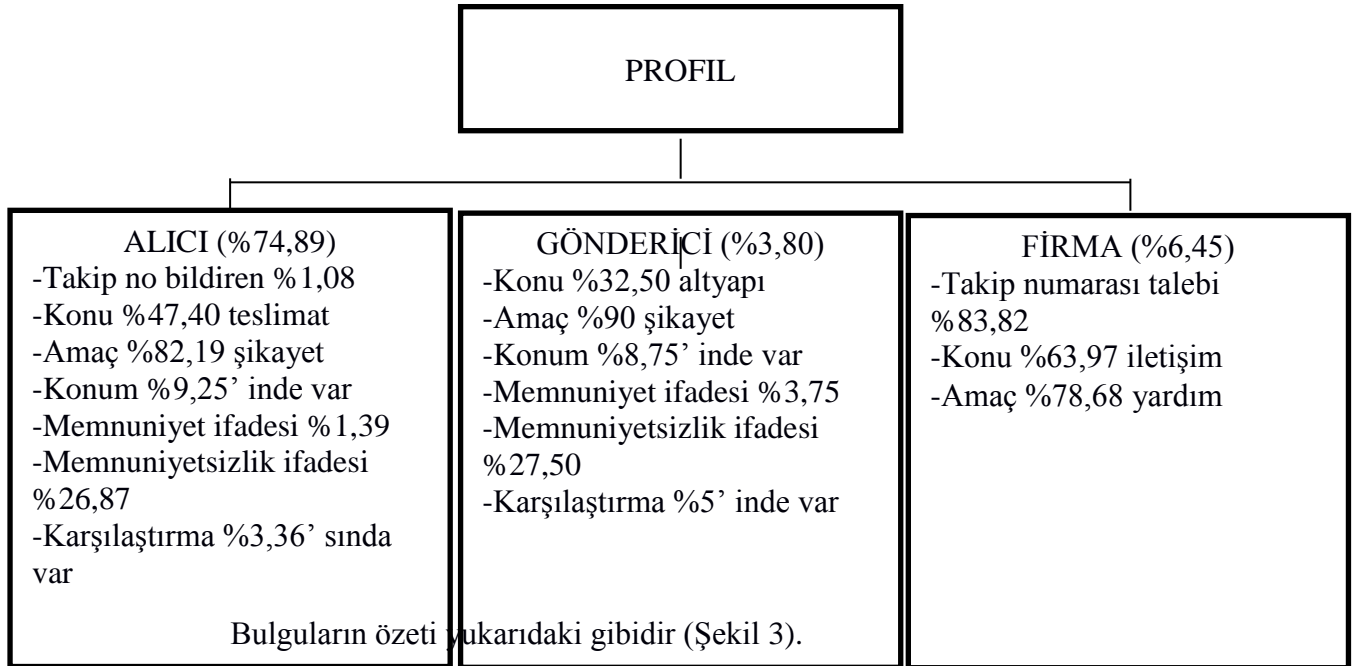 PROFIL
ALICI (%74,89)
-Takip no bildiren %1,08
-Konu %47,40 teslimat
-Amaç %82,19 şikayet
-Konum %9,25’ inde var
-Memnuniyet ifadesi %1,39
-Memnuniyetsizlik ifadesi
%26,87
-Karşılaştırma %3,36’ sında
var
GÖNDERİCİ (%3,80)
-Konu %32,50 altyapı
-Amaç %90 şikayet
-Konum %8,75’ inde var
-Memnuniyet ifadesi %3,75
-Memnuniyetsizlik ifadesi
%27,50
-Karşılaştırma %5’ inde var
FİRMA (%6,45)
-Takip numarası talebi
%83,82
-Konu %63,97 iletişim
-Amaç %78,68 yardım
Bulguların özeti yukarıdaki gibidir (Şekil 3).